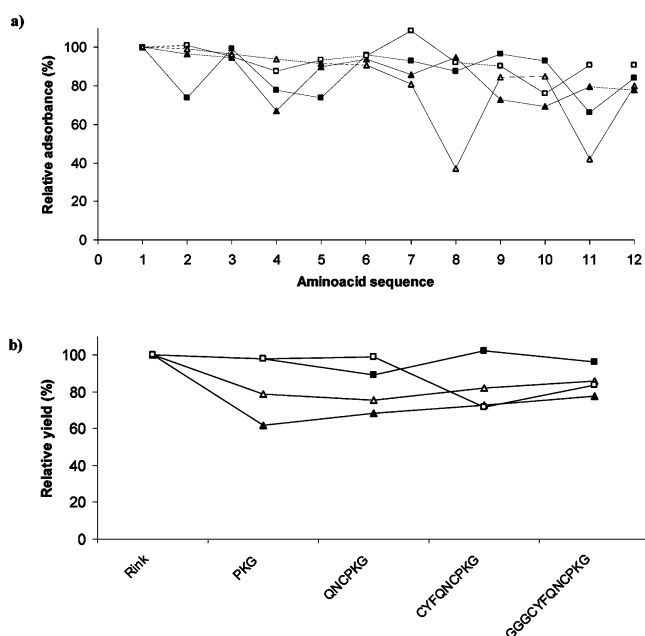 a)
Relative adsorbance (%)
100
80
60
40
20
0
0 1 2 3 4 5 6 7 8 9 10 11 12
Aminoacid sequence
b)
Relative yield (%)
100
80
60
40
20
0
Rink
PKG
QNCPKG
CYFQNCPKG
GGGCYFQNCPKG